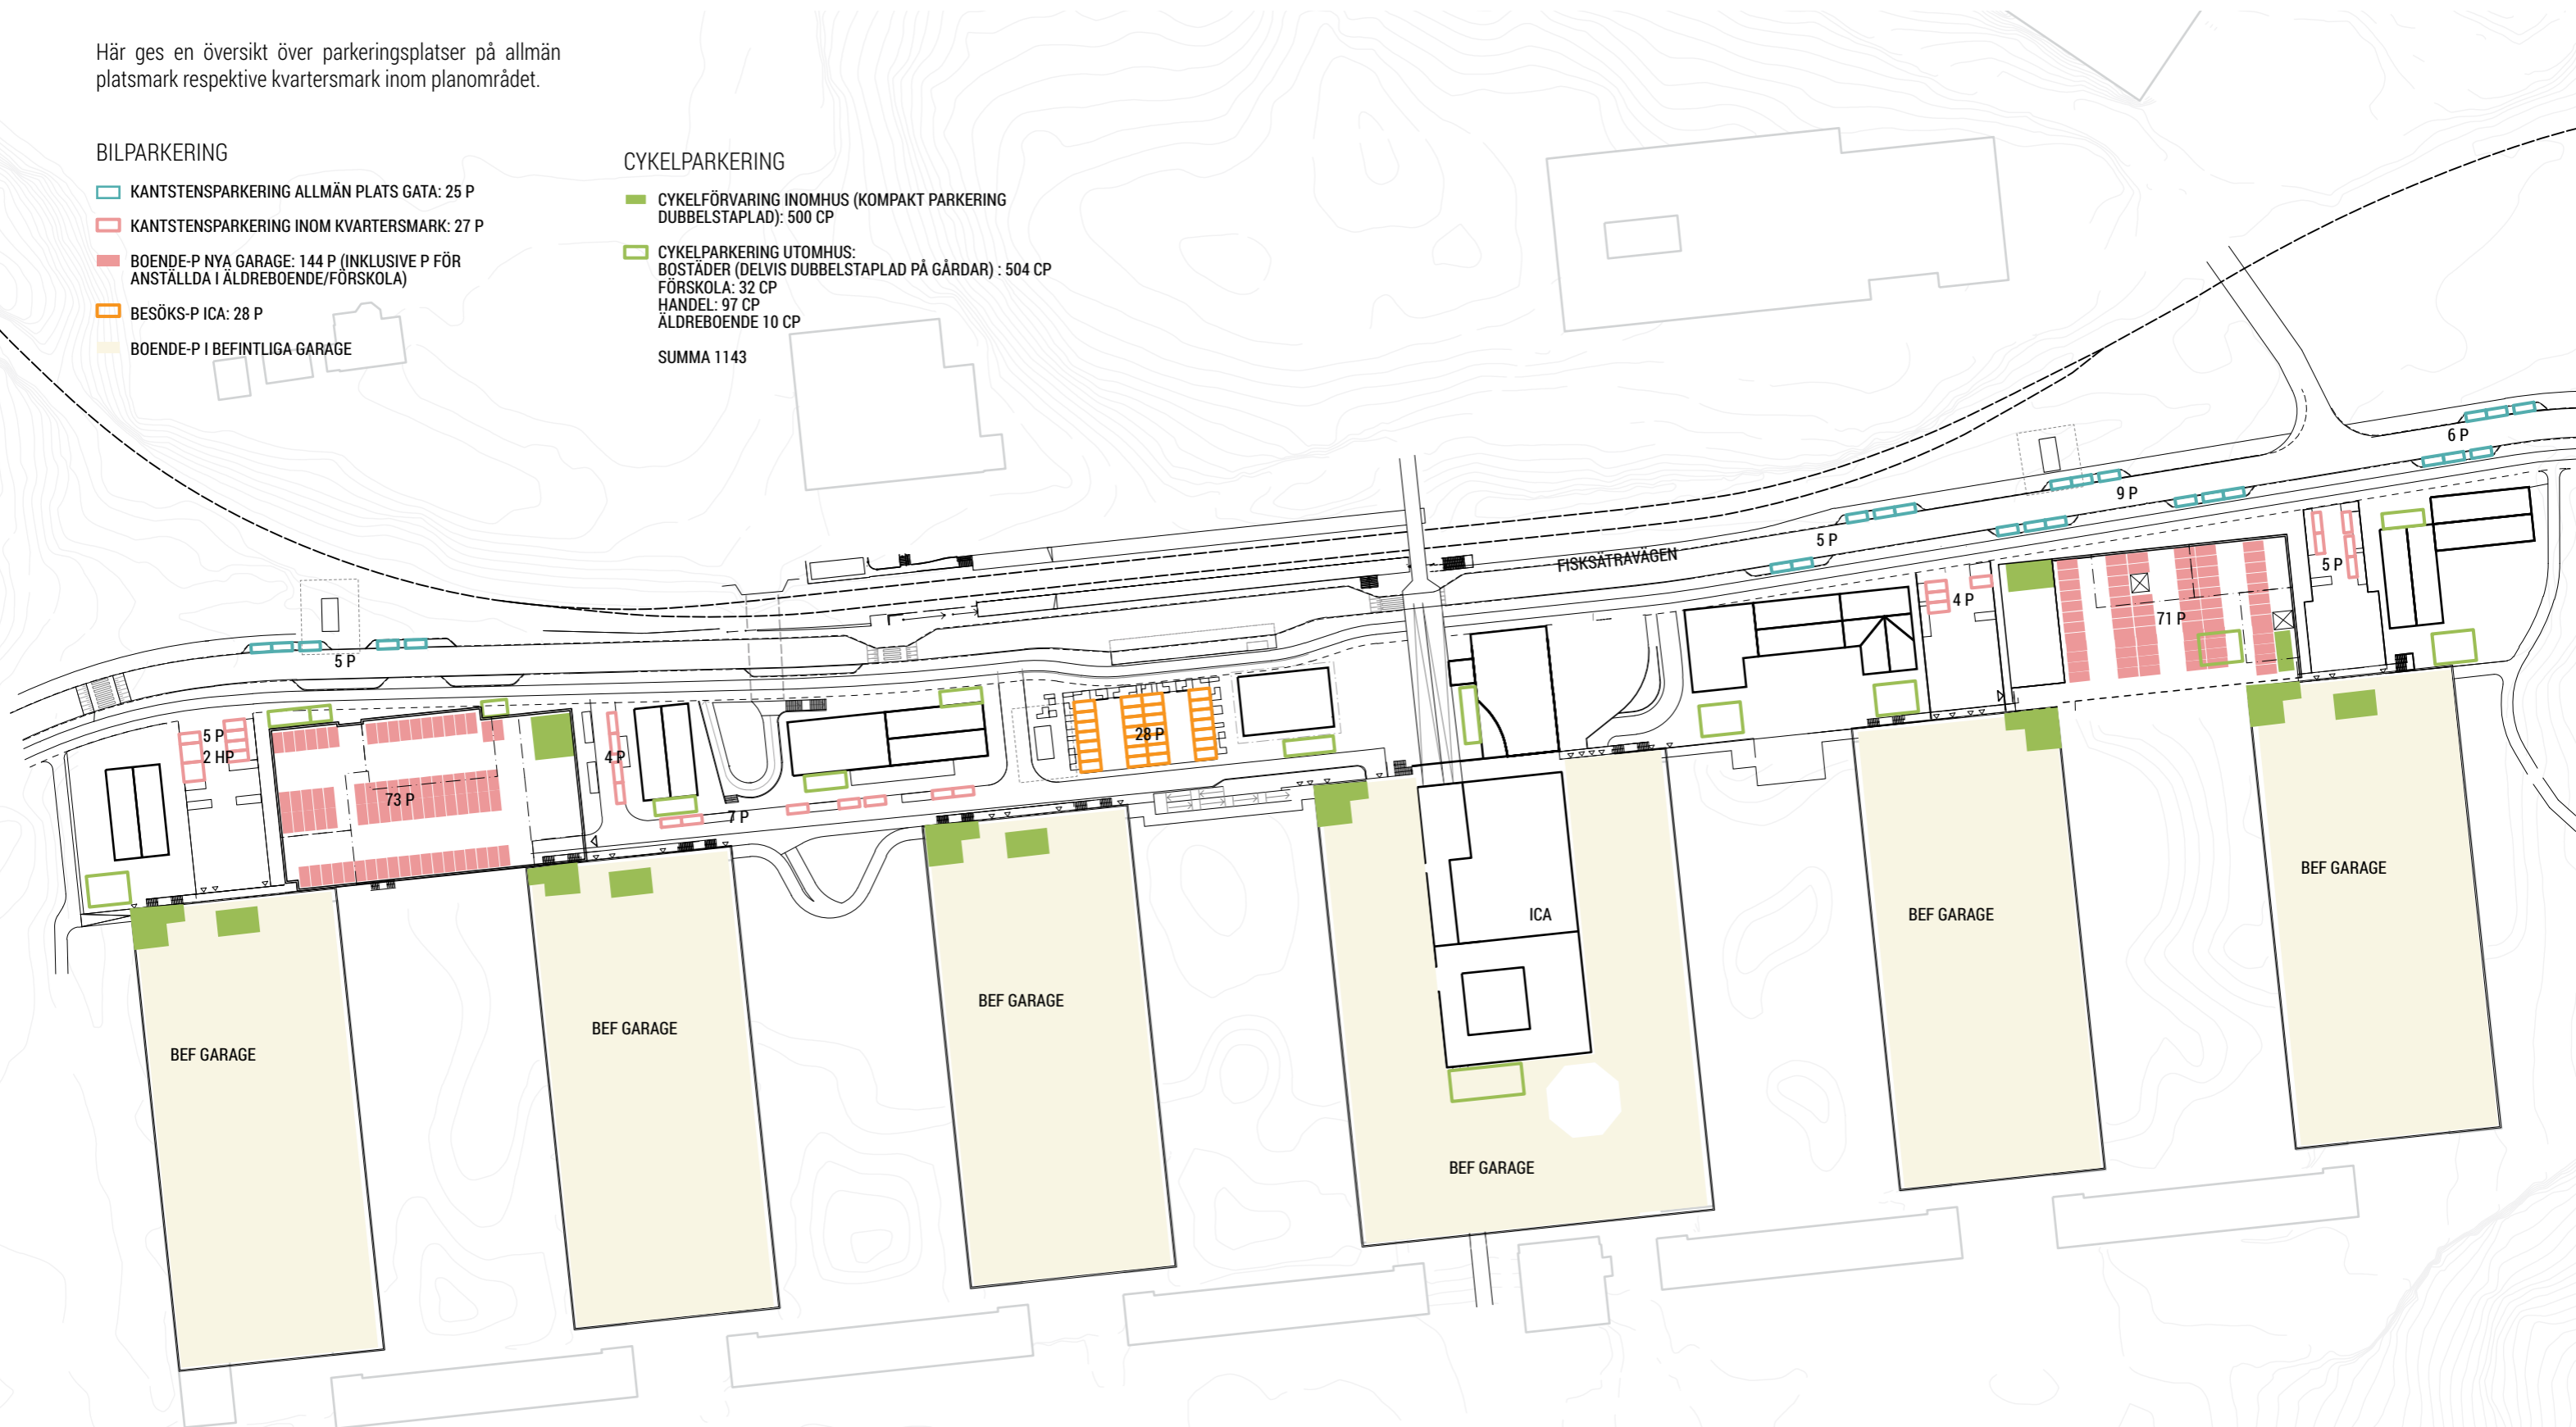 Här ges en översikt över parkeringsplatser på allmän
platsmark respektive kvartersmark inom planområdet.
BILPARKERING
KANTSTENSPARKERING ALLMÄN PLATS GATA: 25 P
KANTSTENSPARKERING INOM KVARTERSMARK: 27 P
BOENDE-P NYA GARAGE: 144 P (INKLUSIVE P FÖR
ANSTÄLLDA I ÄLDREBOENDE/FÖRSKOLA)
BESÖKS-P ICA: 28 P
BOENDE-P I BEFINTLIGA GARAGE
CYKELPARKERING
CYKELFÖRVARING INOMHUS (KOMPAKT PARKERING
DUBBELSTAPLAD): 500 CP
CYKELPARKERING UTOMHUS:
BOSTÄDER (DELVIS DUBBELSTAPLAD PÅ GÅRDAR) : 504 CP
FÖRSKOLA: 32 CP
HANDEL: 97 CP
ÄLDREBOENDE 10 CP
SUMMA 1143
6 P
9 P
5 P
FISKSÄTRAVÄGEN
5 P
4 P
71 P
5 P
5 P
2 HP
73 P
4 P
7 P
28 P
BEF GARAGE
BEF GARAGE
BEF GARAGE
ICA
BEF GARAGE
BEF GARAGE
BEF GARAGE